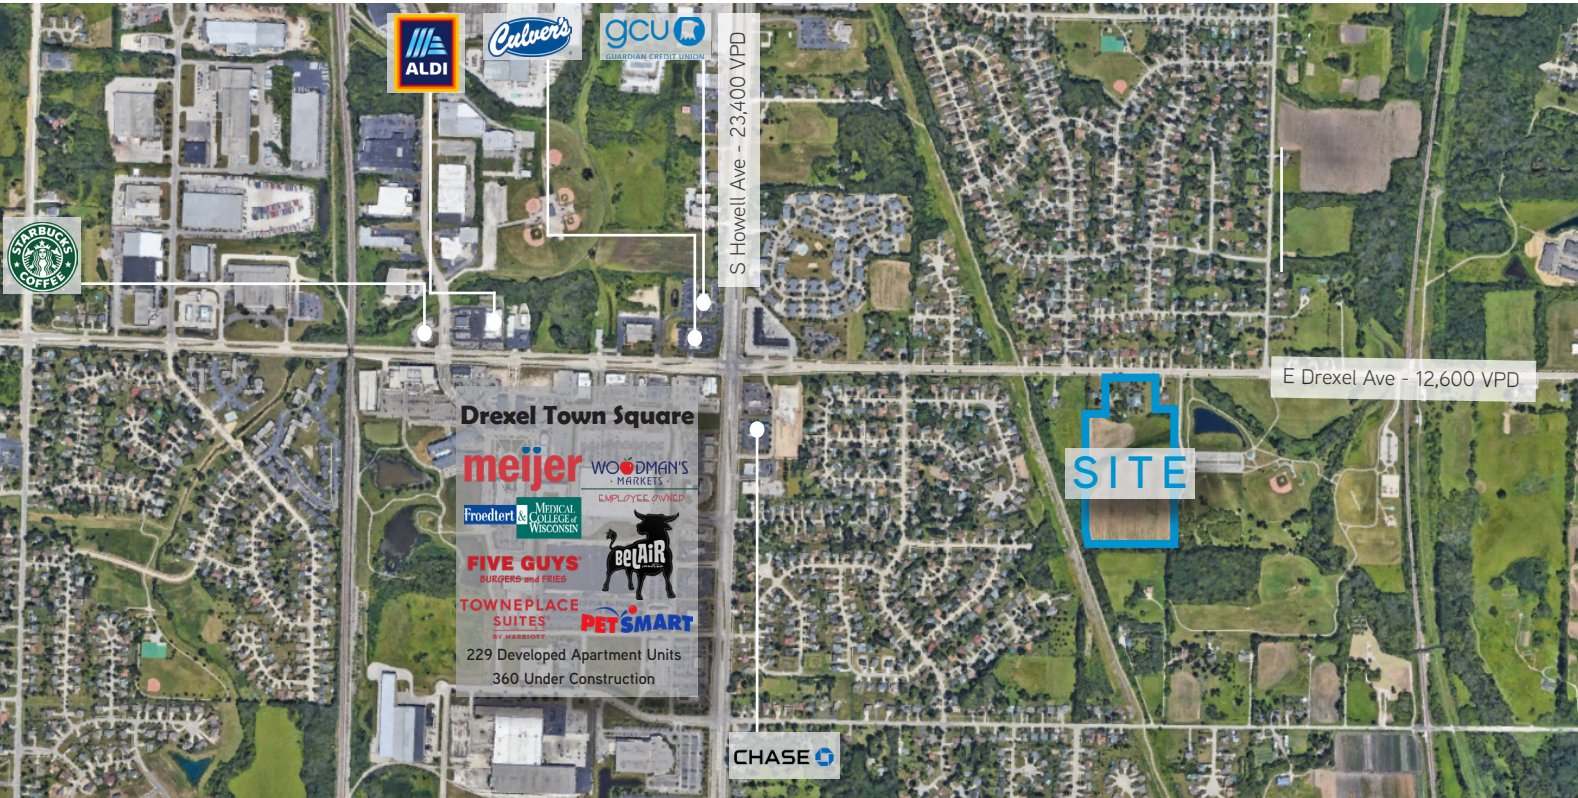 ALDI
Culver's
gcu
GUARDIAN CREDIT UNION
S Howell Ave - 23,400 VPD
STARBUCKS
COFFEE
E Drexel Ave - 12,600 VPD
Drexel Town Square
meijer
WOODMAN'S
· MARKETS ·
EMPLOYEE OWNED
Froedtert & MEDICAL
COLLEGE of
WISCONSIN
BELAIR
cantina
FIVE GUYS
BURGERS and FRIES
TOWNEPLACE
SUITES
BY MARRIOTT
PETSMART
229 Developed Apartment Units
360 Under Construction
SITE
CHASE